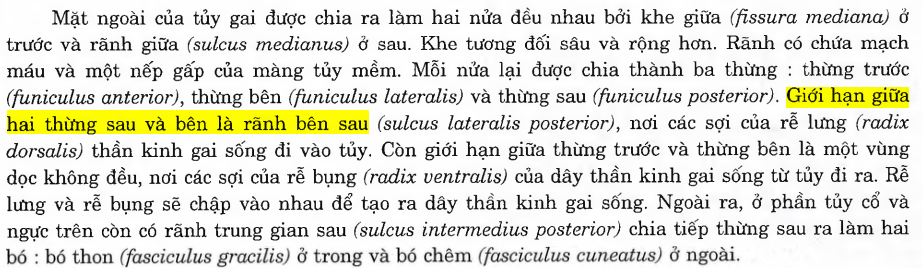 Mặt ngoài của tủy gai được chia ra làm hai nửa đều nhau bởi khe giữa (fissura mediana) ở
trước và rãnh giữa (sulcus medianus) ở sau. Khe tương đối sâu và rộng hơn. Rãnh có chứa mạch
máu và một nếp gấp của màng tủy mềm. Mỗi nửa lại được chia thành ba thừng : thừng trước
(funiculus anterior), thừng bên (funiculus lateralis) và thừng sau (funiculus posterior). Giới hạn giữa
hai thừng sau và bên là rãnh bên sau (sulcus lateralis posterior), nơi các sợi của rễ lưng (radix
dorsalis) thần kinh gai sống đi vào tủy. Còn giới hạn giữa thừng trước và thừng bên là một vùng
dọc không đều, nơi các sợi của rễ bụng (radix ventralis) của dây thần kinh gai sống từ tủy đi ra. Rễ
lưng và rễ bụng sẽ chập vào nhau để tạo ra dây thần kinh gai sống. Ngoài ra, ở phần tủy cổ và
ngực trên còn có rãnh trung gian sau (sulcus intermedius posterior) chia tiếp thừng sau ra làm hai
bó : bó thon (fasciculus gracilis) ở trong và bó chêm (fasciculus cuneatus) ở ngoài.